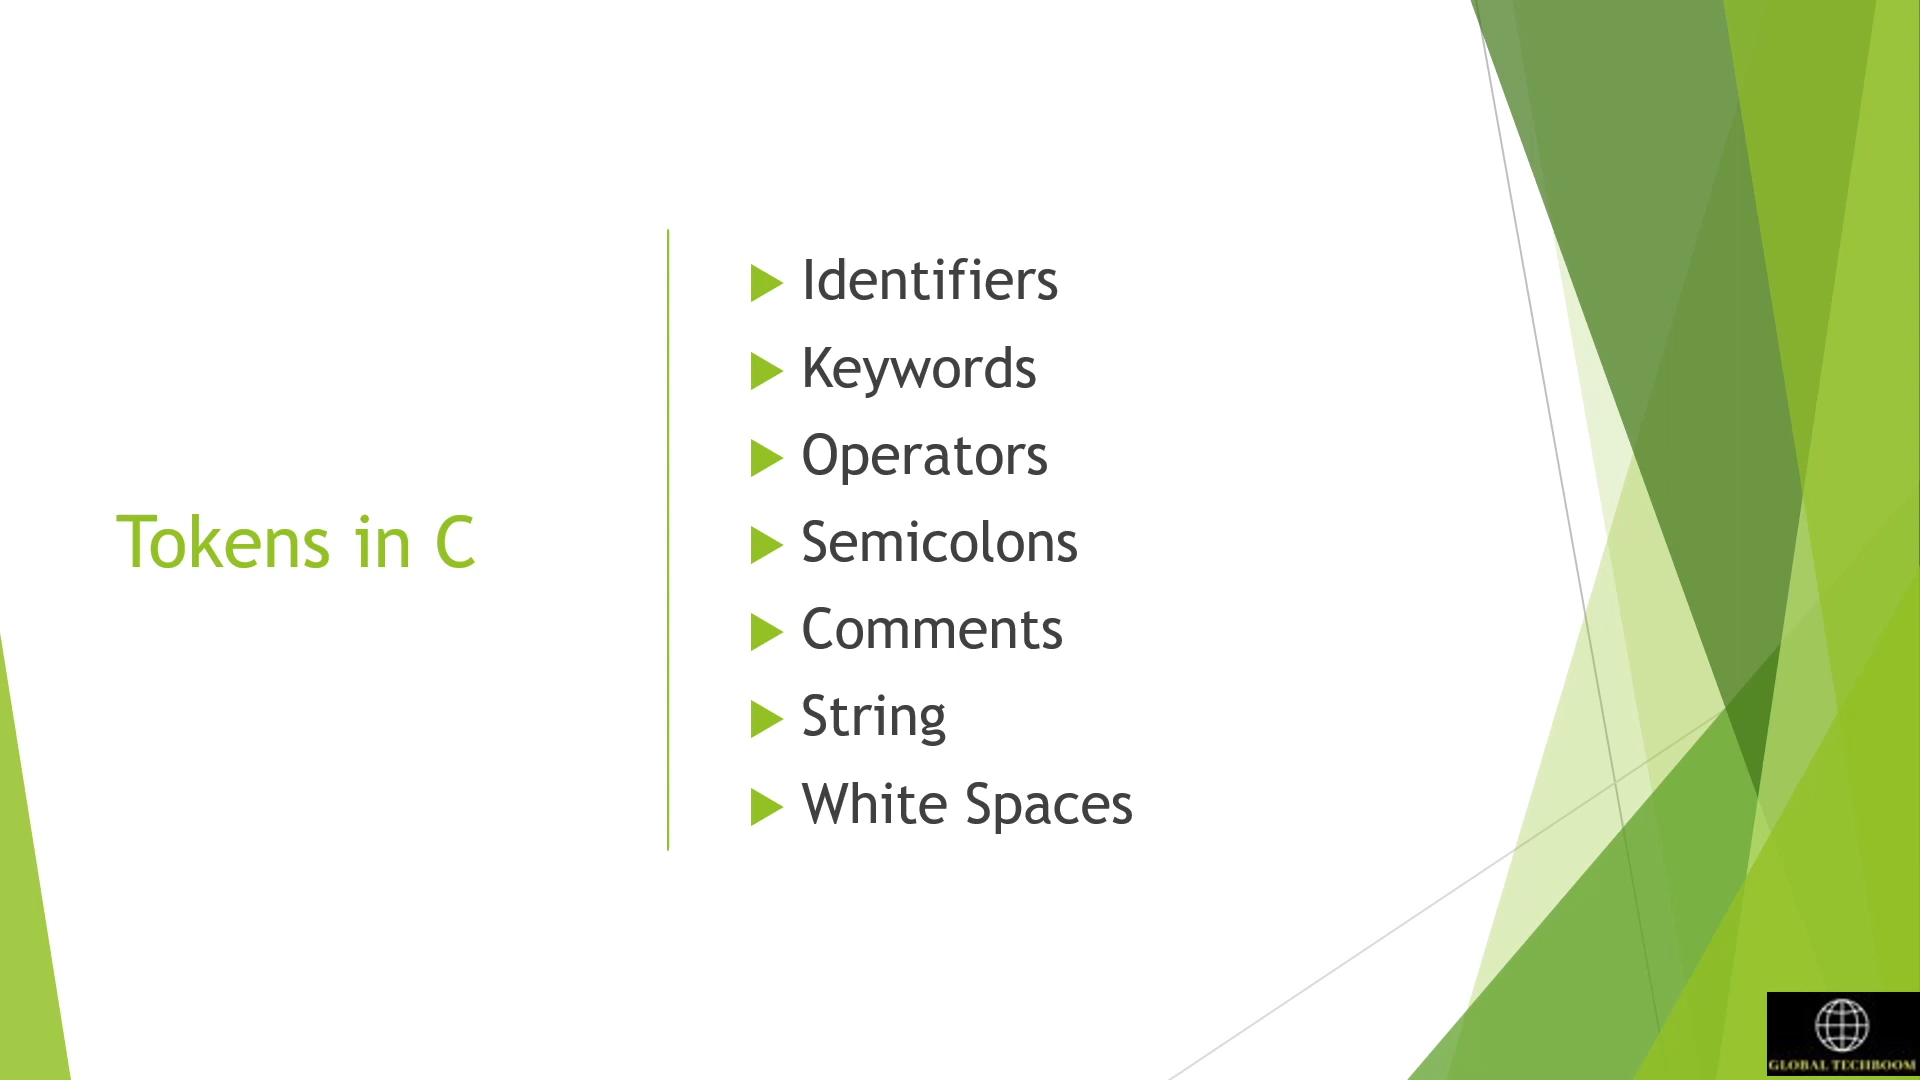 Tokens in C
Identifiers
Keywords
Operators
Semicolons
Comments
String
White Spaces
GLOBAL TECHBOOM